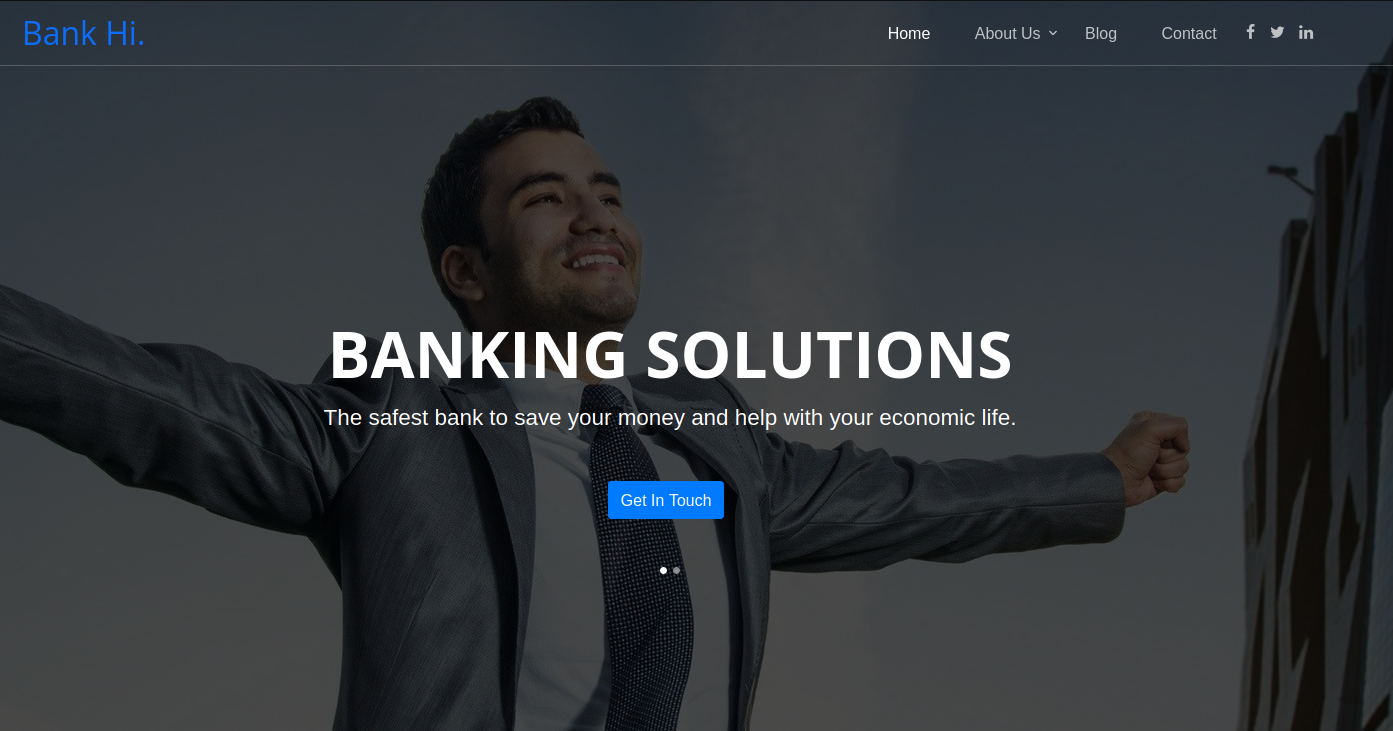 Bank Hi.
Home About Us Blog Contact
BANKING SOLUTIONS
The safest bank to save your money and help with your economic life.
Get In Touch